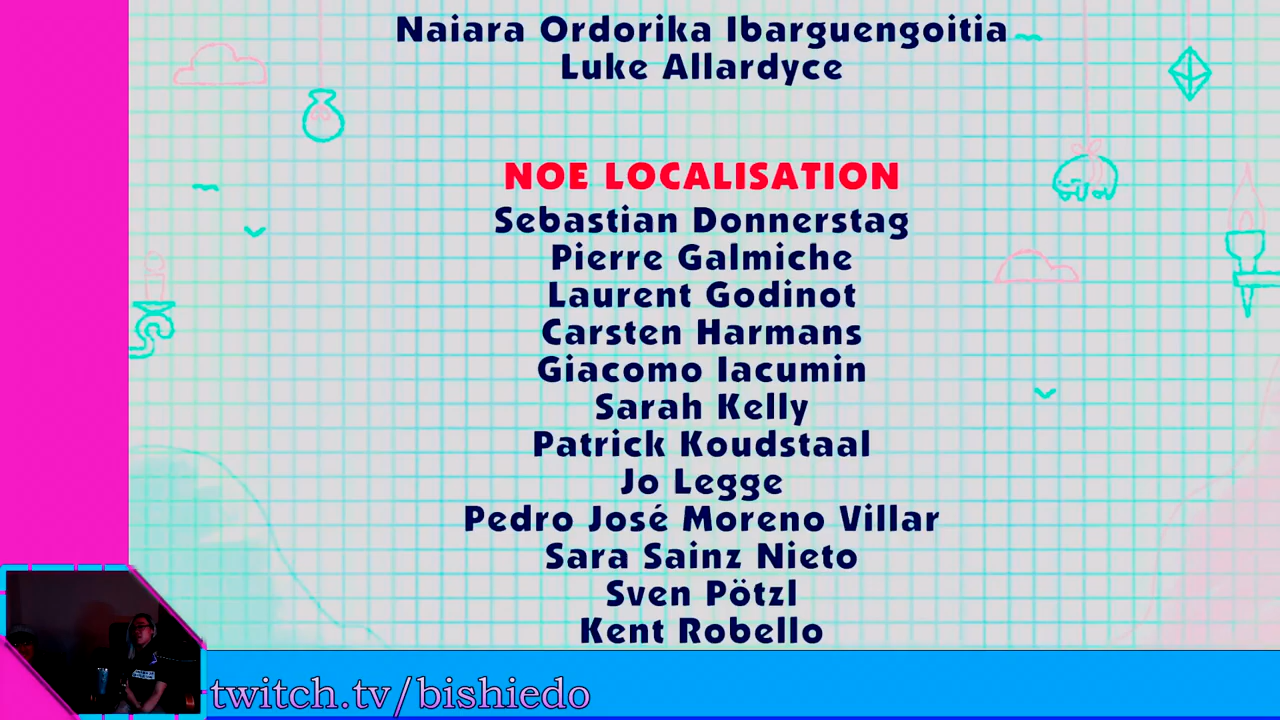 Naiara Ordorika Ibarguengoitia
Luke Allardyce
NOE LOCALISATION
Sebastian Donnerstag
Pierre Galmiche
Laurent Godinot
Carsten Harmans
Giacomo Iacumin
Sarah Kelly
Patrick Koudstaal
Jo Legge
Pedro José Moreno Villar
Sara Sainz Nieto
Sven Pötzl
Kent Robello
twitch.tv/bishiedo